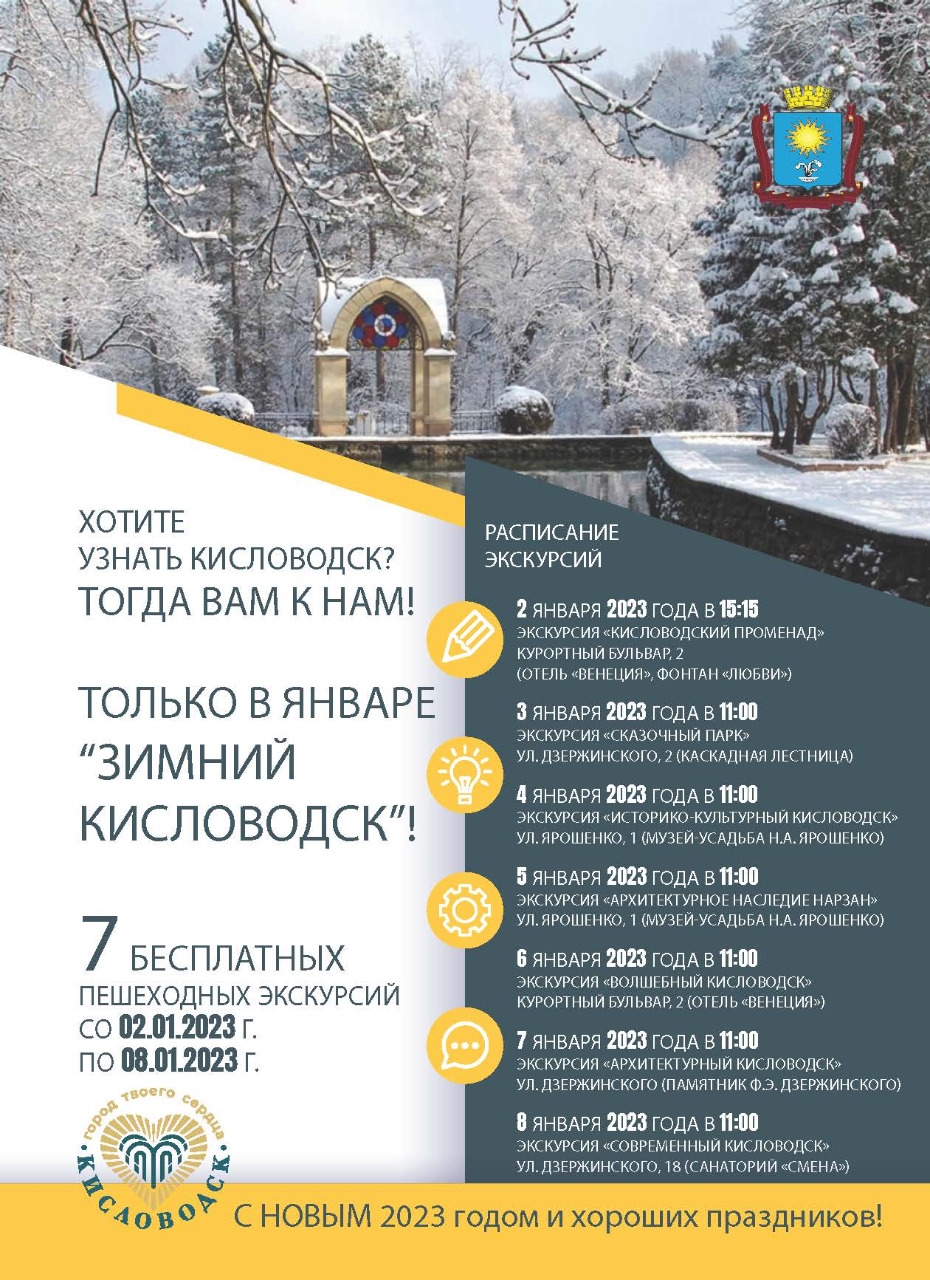 ХОТИТЕ
УЗНАТЬ КИСЛОВОДСК?
ТОГДА ВАМ К НАМ!
ТОЛЬКО В ЯНВАРЕ
“ЗИМНИЙ
КИСЛОВОДСК”!
7 БЕСПЛАТНЫХ
ПЕШЕХОДНЫХ ЭКСКУРСИЙ
СО 02.01.2023 Г.
ПО 08.01.2023 Г.
город твоего сердца
КИСЛОВОДСК
РАСПИСАНИЕ
ЭКСКУРСИЙ
2 ЯНВАРЯ 2023 ГОДА В 15:15
ЭКСКУРСИЯ «КИСЛОВОДСКИЙ ПРОМЕНАД»
КУРОРТНЫЙ БУЛЬВАР, 2
(ОТЕЛЬ «ВЕНЕЦИЯ», ФОНТАН «ЛЮБВИ»)
3 ЯНВАРЯ 2023 ГОДА В 11:00
ЭКСКУРСИЯ «СКАЗОЧНЫЙ ПАРК»
УЛ. ДЗЕРЖИНСКОГО, 2 (КАСКАДНАЯ ЛЕСТНИЦА)
4 ЯНВАРЯ 2023 ГОДА В 11:00
ЭКСКУРСИЯ «ИСТОРИКО-КУЛЬТУРНЫЙ КИСЛОВОДСК»
УЛ. ЯРОШЕНКО, 1 (МУЗЕЙ-УСАДЬБА Н.А. ЯРОШЕНКО)
5 ЯНВАРЯ 2023 ГОДА В 11:00
ЭКСКУРСИЯ «АРХИТЕКТУРНОЕ НАСЛЕДИЕ НАРЗАН»
УЛ. ЯРОШЕНКО, 1 (МУЗЕЙ-УСАДЬБА Н.А. ЯРОШЕНКО)
6 ЯНВАРЯ 2023 ГОДА В 11:00
ЭКСКУРСИЯ «ВОЛШЕБНЫЙ КИСЛОВОДСК»
КУРОРТНЫЙ БУЛЬВАР, 2 (ОТЕЛЬ «ВЕНЕЦИЯ»)
7 ЯНВАРЯ 2023 ГОДА В 11:00
ЭКСКУРСИЯ «АРХИТЕКТУРНЫЙ КИСЛОВОДСК»
УЛ. ДЗЕРЖИНСКОГО (ПАМЯТНИК Ф.Э. ДЗЕРЖИНСКОГО)
8 ЯНВАРЯ 2023 ГОДА В 11:00
ЭКСКУРСИЯ «СОВРЕМЕННЫЙ КИСЛОВОДСК»
УЛ. ДЗЕРЖИНСКОГО, 18 (САНАТОРИЙ «СМЕНА»)
С НОВЫМ 2023 годом и хороших праздников!